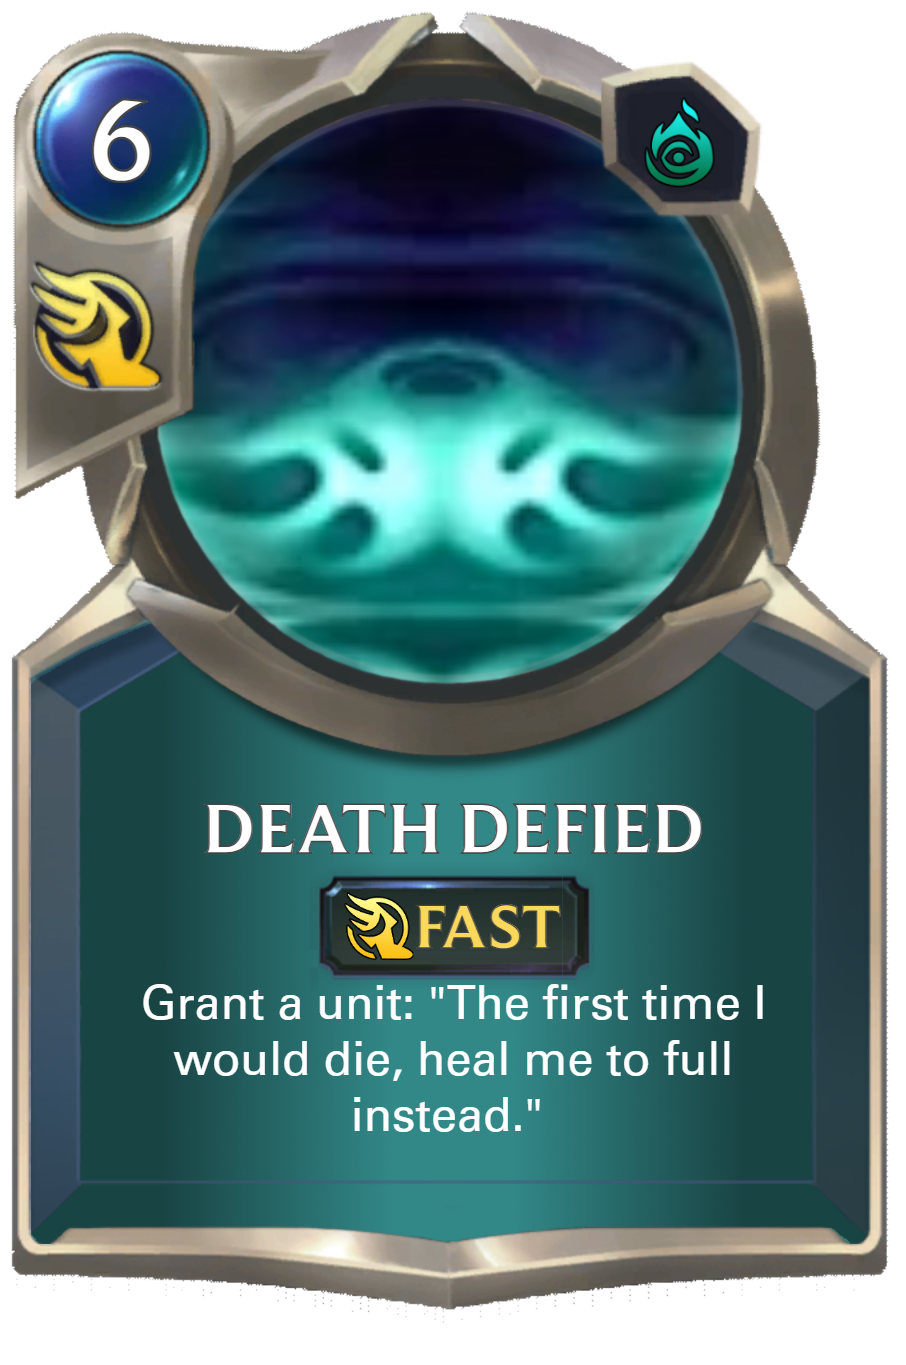 6
DEATH DEFIED
FAST
Grant a unit: "The first time I
would die, heal me to full
instead."